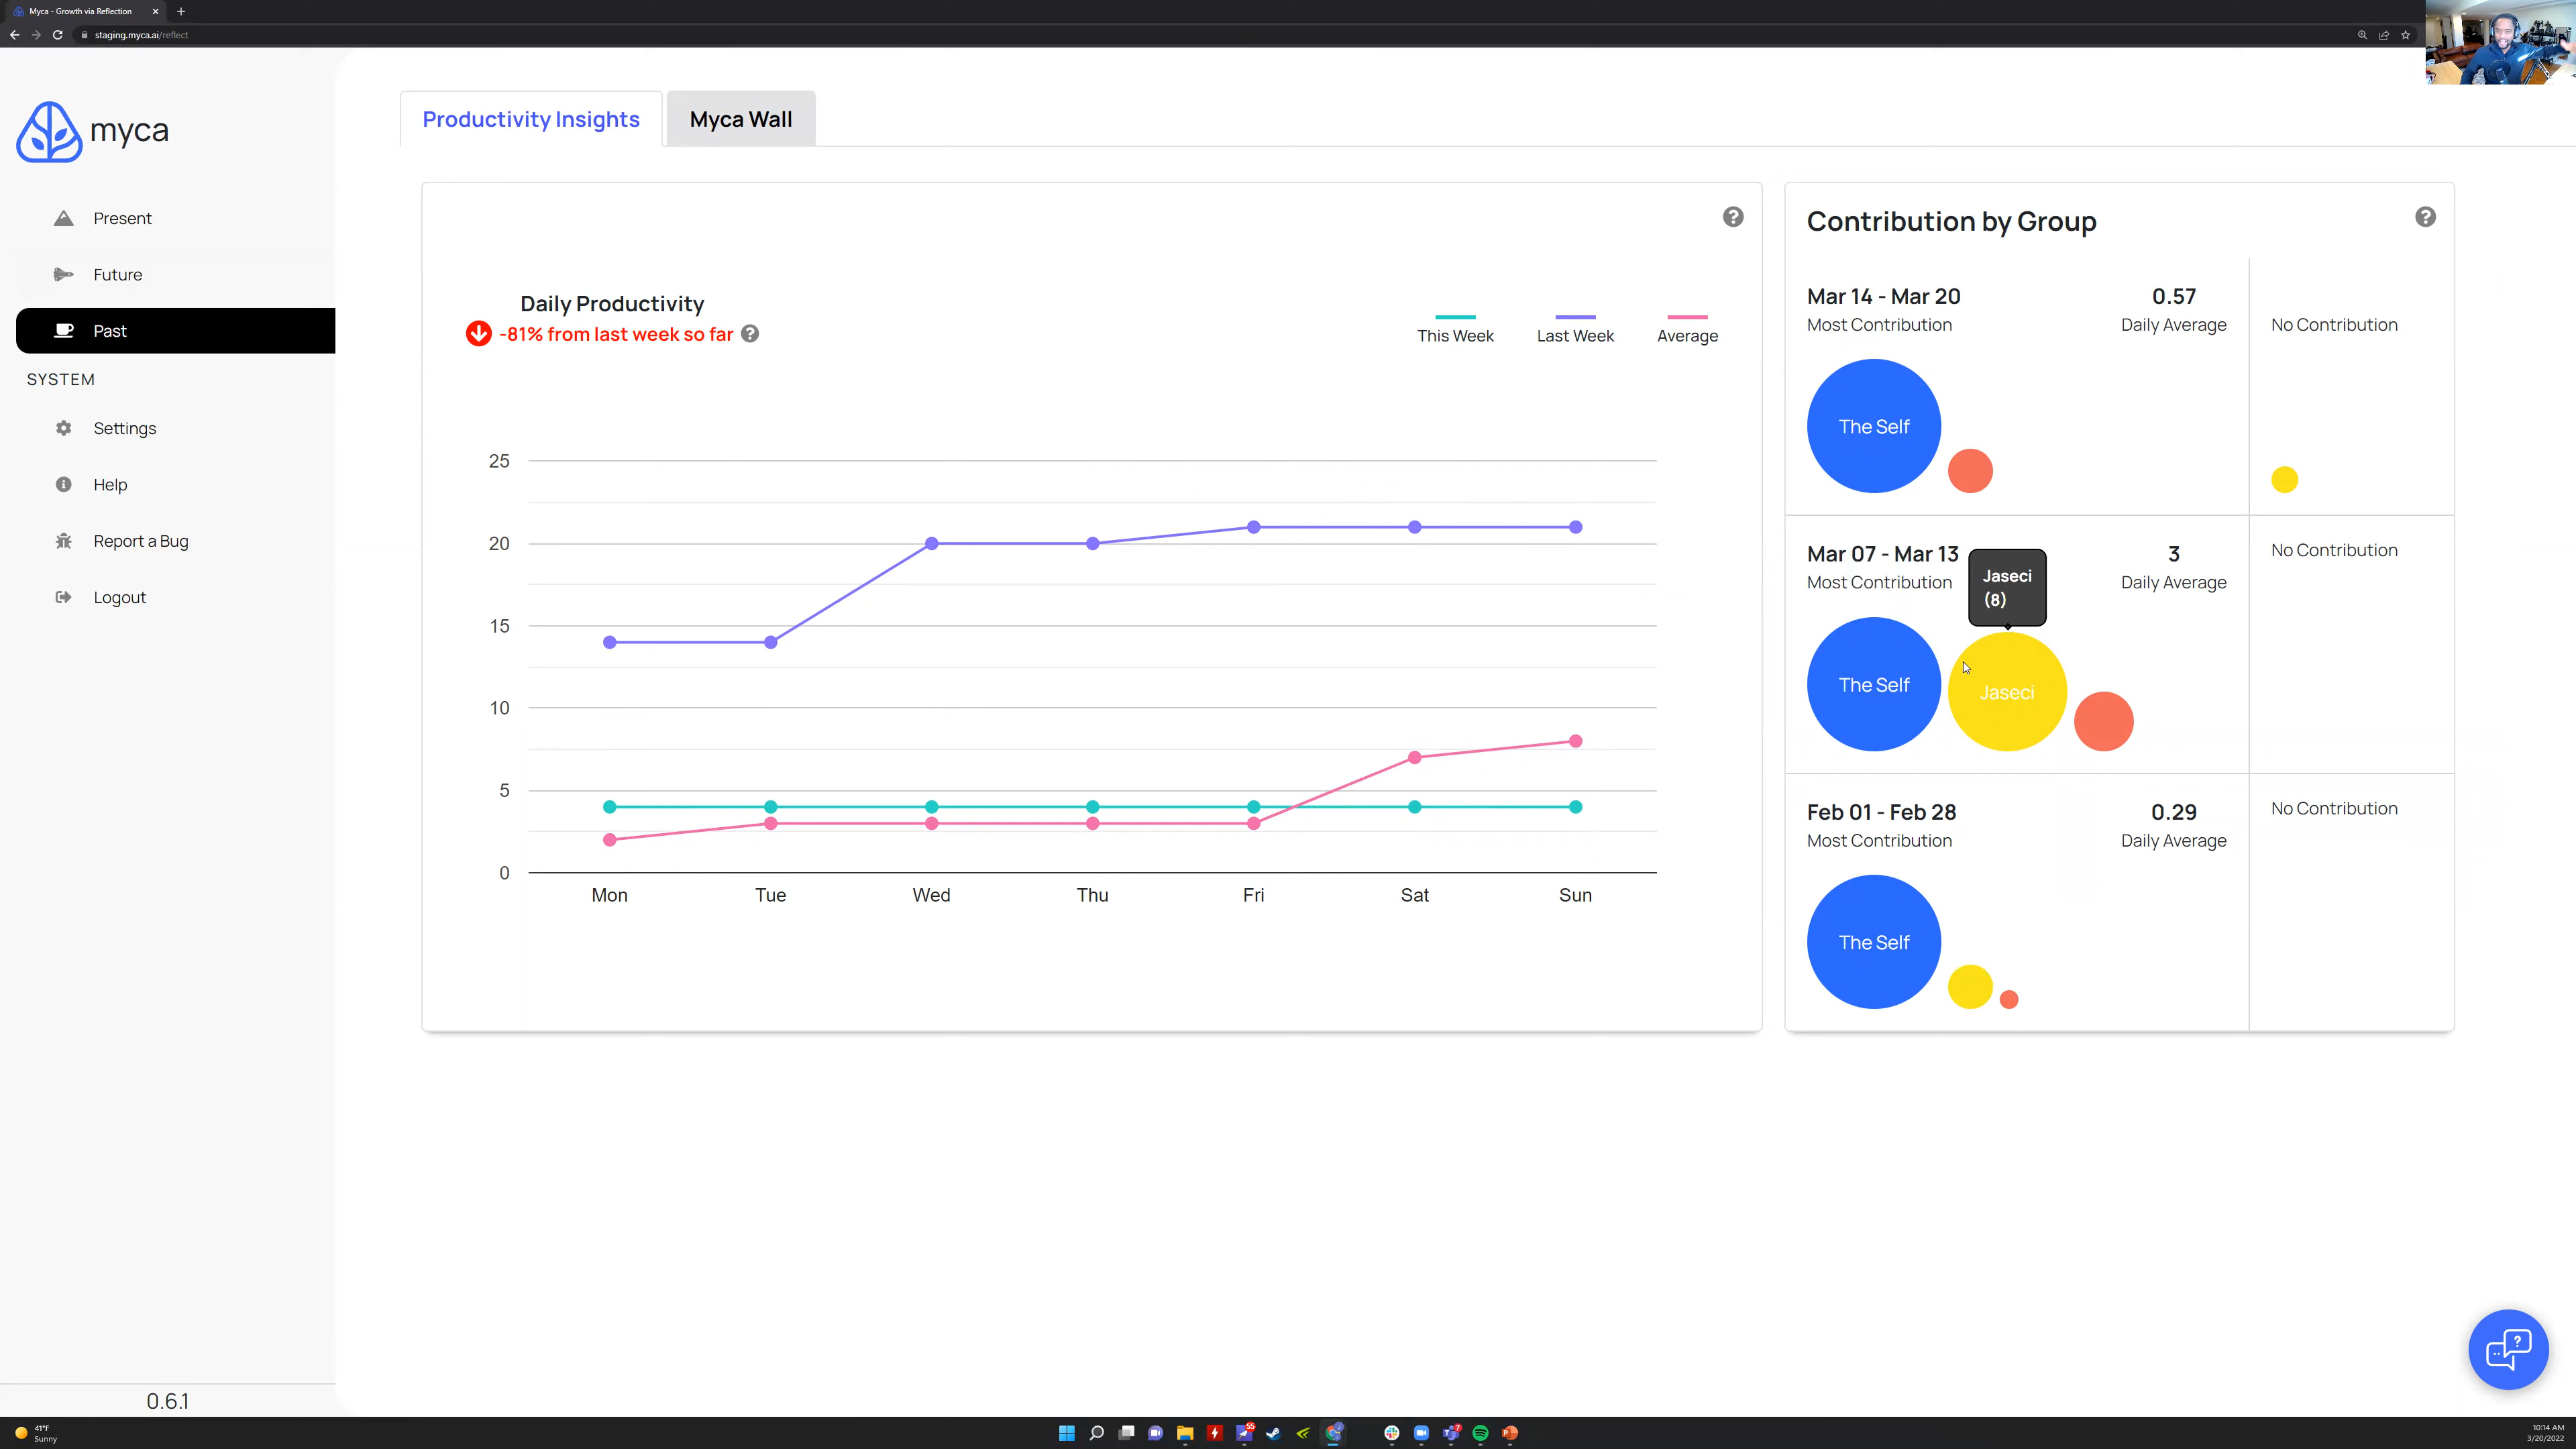 Myca - Growth via Reflection
staging.myca.ai/reflect
myca
Present
Future
Past
SYSTEM
Settings
Help
Report a Bug
Logout
0.6.1
Productivity Insights
Myca Wall
Daily Productivity
-81% from last week so far
This Week
Last Week
Average
25
20
15
10
5
0
Mon
Tue
Wed
Thu
Fri
Sat
Sun
Contribution by Group
Mar 14 - Mar 20
Most Contribution
0.57
Daily Average
No Contribution
The Self
Mar 07 - Mar 13
Most Contribution
Jaseci
(8)
3
Daily Average
No Contribution
The Self
Jaseci
Feb 01 - Feb 28
Most Contribution
0.29
Daily Average
No Contribution
The Self
41°F
Sunny
55
7
10:14 AM
3/20/2022